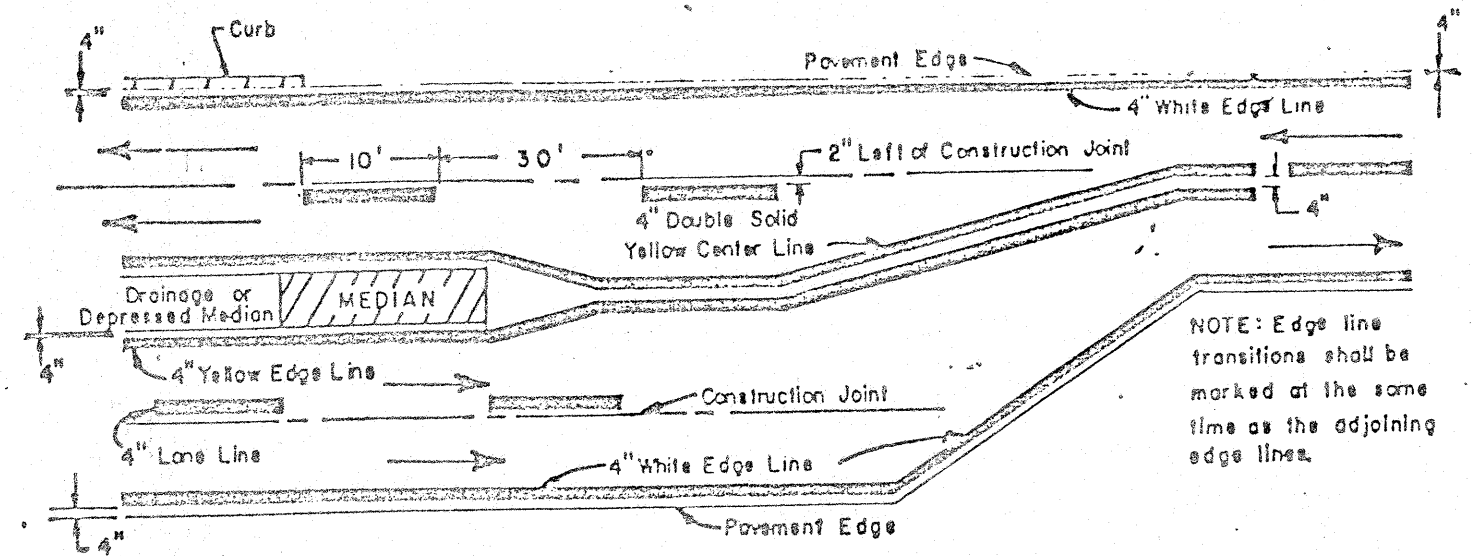 4"
Curb
4"
Pavement Edge
4" White Edge Line
10'
30'
2" Left of Construction Joint
4" Double Solid
Yellow Center Line
4"
Drainage or
Depressed Median
MEDIAN
4"
4" Yellow Edge Line
NOTE: Edge line
transitions shall be
marked at the same
time as the adjoining
edge lines.
Construction Joint
4" Lane Line
4" White Edge Line
Pavement Edge
4"